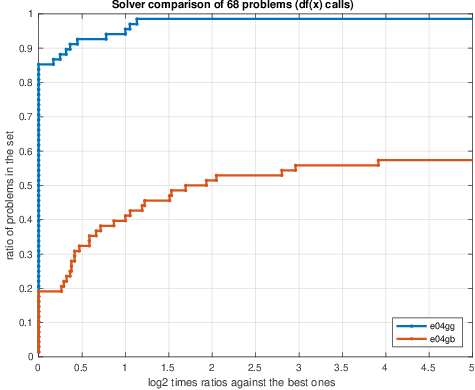 Solver comparison of 68 problems (df(x) calls)
1
0.9
0.8
0.7
0.6
0.5
0.4
0.3
0.2
0.1
0
ratio of problems in the set
0 0.5 1 1.5 2 2.5 3 3.5 4 4.5 5
log2 times ratios against the best ones
e04gg
e04gb